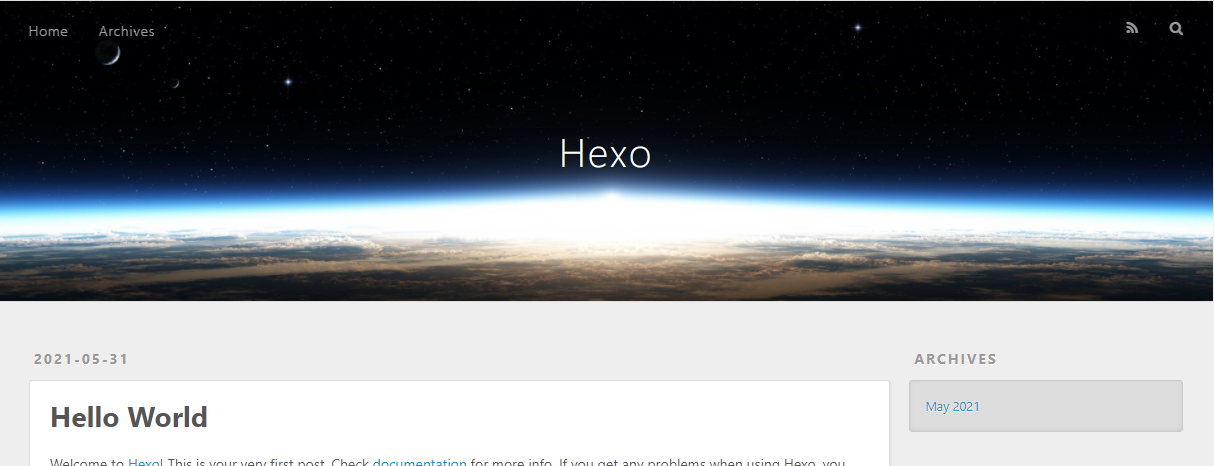 Home Archives
Hexo
2021-05-31
Hello World
Welcome to Hexo! This is your very first post. Check documentation for more info. If you get any problems when using Hexo, you
ARCHIVES
May 2021